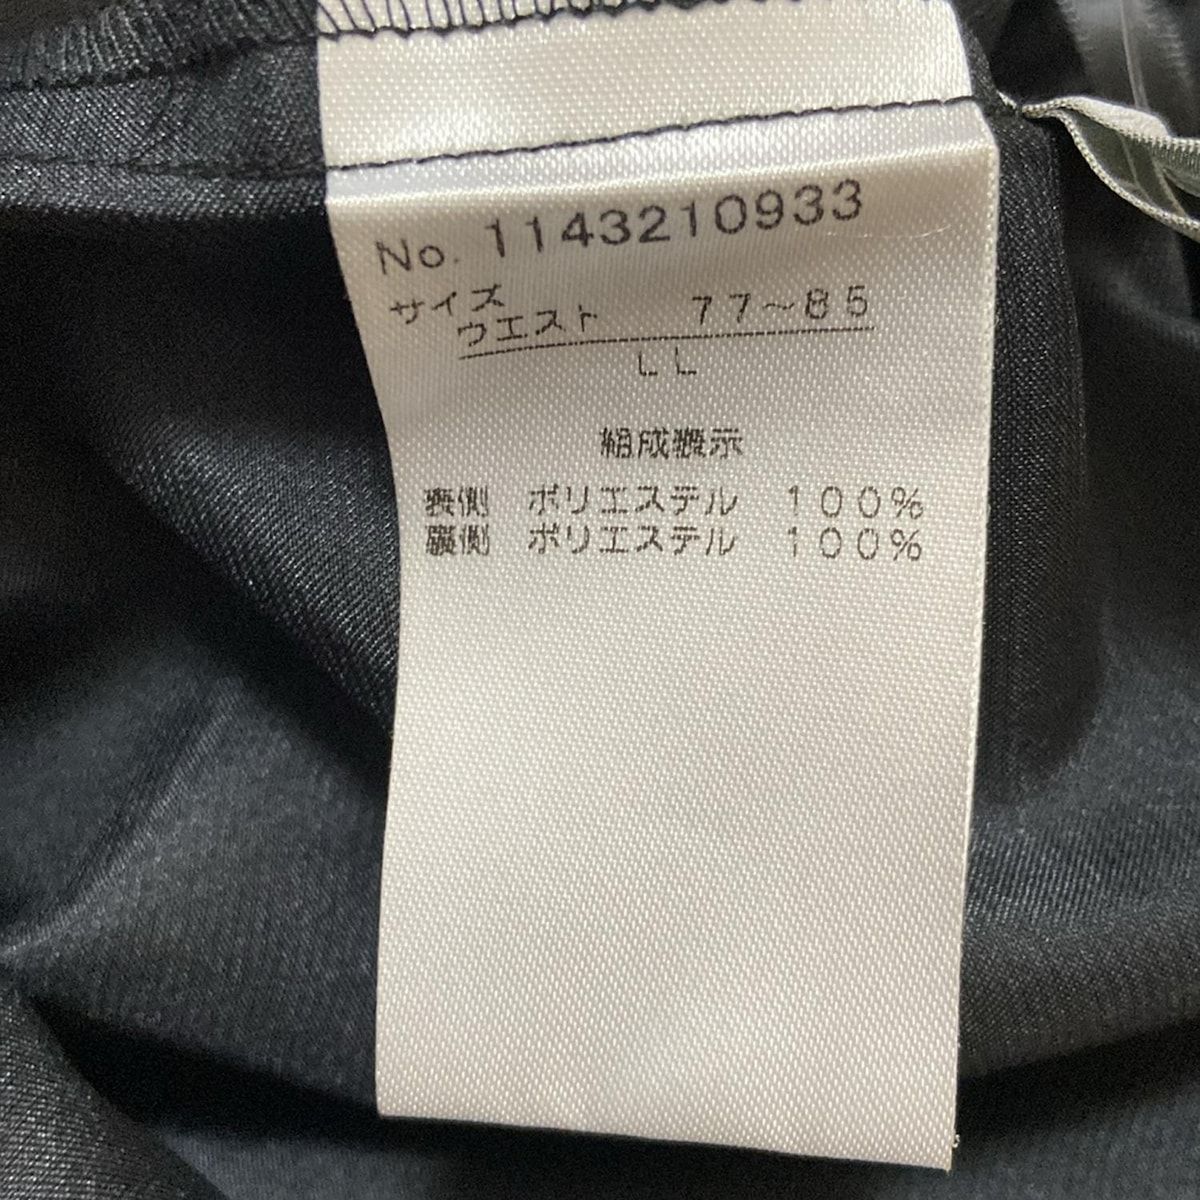 No. 1143210933
サイズ
ウエスト 77～85
LL
組成表示
表側 ポリエステル 100%
裏側 ポリエステル 100%